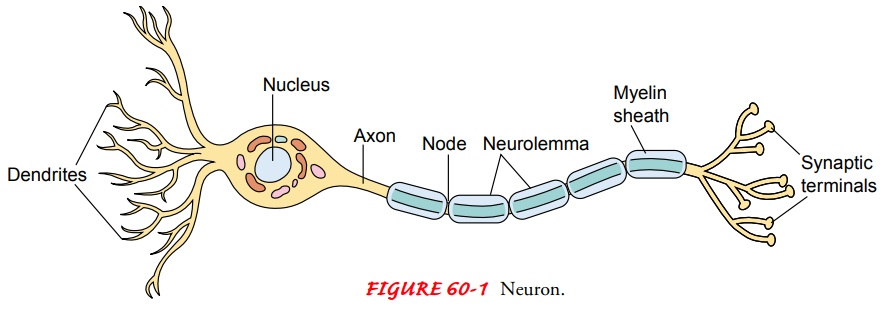 Nucleus
Myelin
sheath
Axon
Node
Neurolemma
Dendrites
Synaptic
terminals
FIGURE 60-1 Neuron.